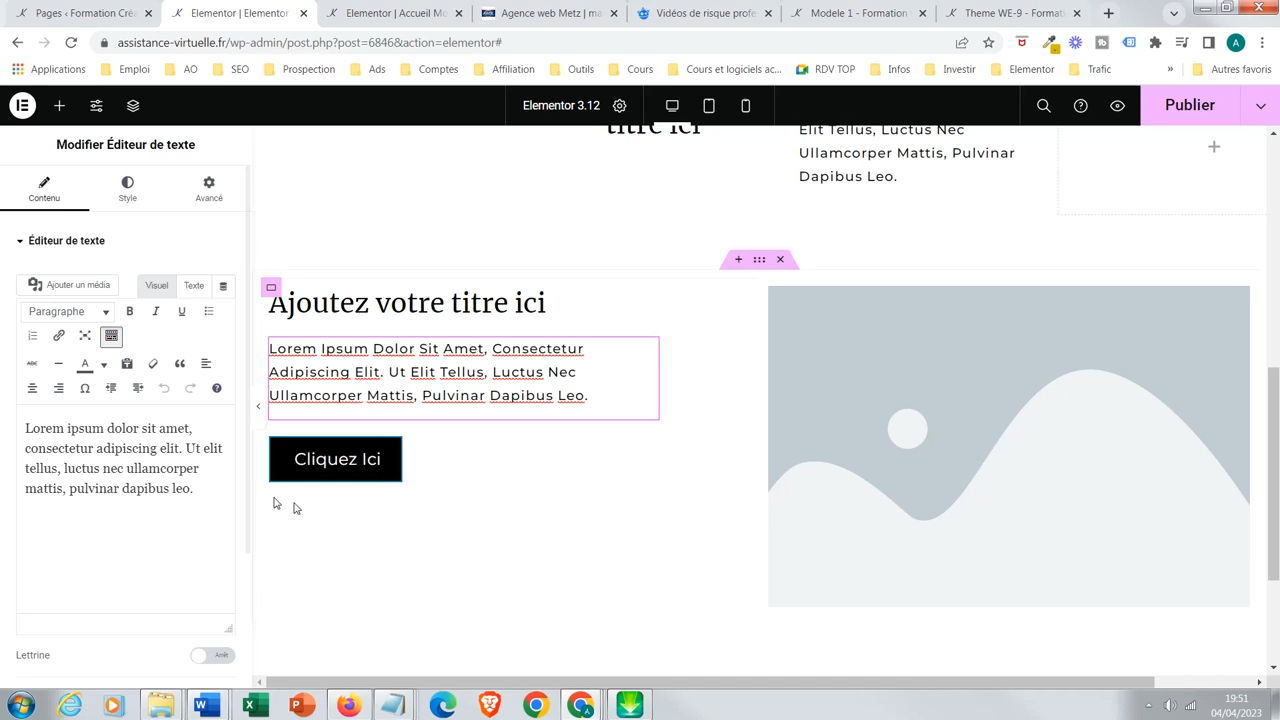 Pages ‹ Formation Créa
Elementor | Elementor
Elementor | Accueil Mo
Agence web Metz | ma
Vidéos de risque profe
Modele 1 - Formation
Theme WE-9 - Format
assistance-virtuelle.fr/wp-admin/post.php?post=6846&action=elementor#
Applications
Emploi
AO
SEO
Prospection
Ads
Comptes
Affiliation
Outils
Cours
Cours et logiciels ac...
RDV TOP
Infos
Investir
Elementor
Trafic
»
Autres favoris
Elementor 3.12
Publier
Modifier Éditeur de texte
Contenu
Style
Avancé
Éditeur de texte
Ajouter un média
Visuel
Texte
Paragraphe
B I U
ABC
A
Lorem ipsum dolor sit amet,
consectetur adipiscing elit. Ut elit
tellus, luctus nec ullamcorper
mattis, pulvinar dapibus leo.
Lettrine
Arrêt
titre ici
Elit Tellus, Luctus Nec
Ullamcorper Mattis, Pulvinar
Dapibus Leo.
Ajoutez votre titre ici
Lorem Ipsum Dolor Sit Amet, Consectetur
Adipiscing Elit. Ut Elit Tellus, Luctus Nec
Ullamcorper Mattis, Pulvinar Dapibus Leo.
Cliquez Ici
19:51
04/04/2023